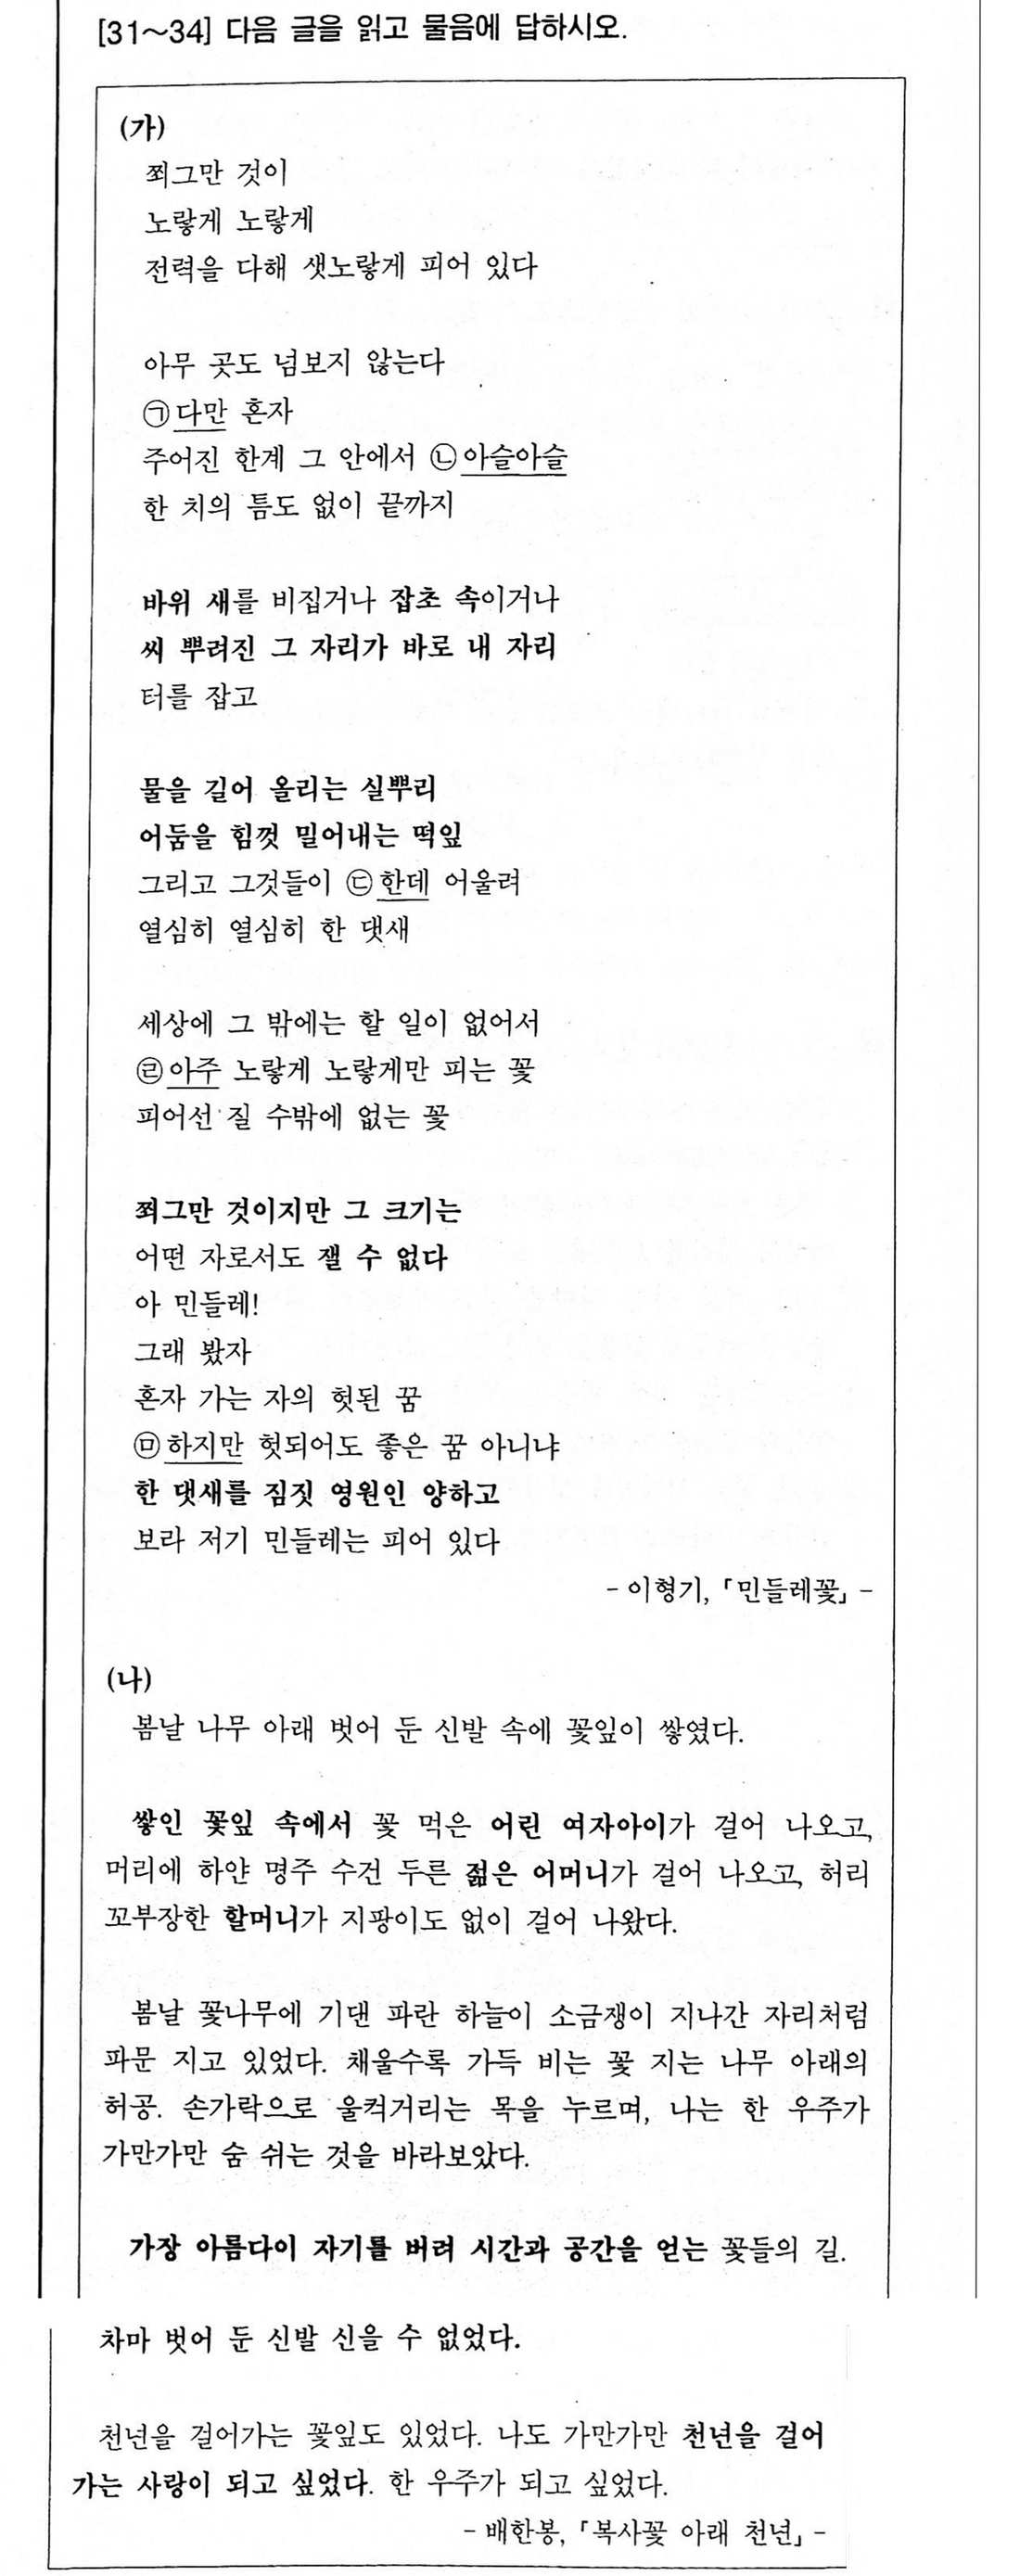 [31~34] 다음 글을 읽고 물음에 답하시오.
(가)
쬐그만 것이
노랗게 노랗게
전력을 다해 샛노랗게 피어 있다
아무 곳도 넘보지 않는다
㉠다만 혼자
주어진 한계 그 안에서 ㉡아슬아슬
한 치의 틈도 없이 끝까지
바위 새를 비집거나 잡초 속이거나
씨 뿌려진 그 자리가 바로 내 자리
터를 잡고
물을 길어 올리는 실뿌리
어둠을 힘껏 밀어내는 떡잎
그리고 그것들이 ㉢한데 어울려
열심히 열심히 한 댓새
세상에 그 밖에는 할 일이 없어서
㉣아주 노랗게 노랗게만 피는 꽃
피어선 질 수밖에 없는 꽃
쬐그만 것이지만 그 크기는
어떤 자로서도 잴 수 없다
아 민들레!
그래 봤자
혼자 가는 자의 헛된 꿈
㉤하지만 헛되어도 좋은 꿈 아니냐
한 댓새를 짐짓 영원인 양하고
보라 저기 민들레는 피어 있다
- 이형기, 「민들레꽃」 -
(나)
봄날 나무 아래 벗어 둔 신발 속에 꽃잎이 쌓였다.
쌓인 꽃잎 속에서 꽃 먹은 어린 여자아이가 걸어 나오고,
머리에 하얀 명주 수건 두른 젊은 어머니가 걸어 나오고, 허리
꼬부장한 할머니가 지팡이도 없이 걸어 나왔다.
봄날 꽃나무에 기댄 파란 하늘이 소금쟁이 지나간 자리처럼
파문 지고 있었다. 채울수록 가득 비는 꽃 지는 나무 아래의
허공. 손가락으로 울컥거리는 목을 누르며, 나는 한 우주가
가만가만 숨 쉬는 것을 바라보았다.
가장 아름다이 자기를 버려 시간과 공간을 얻는 꽃들의 길.
차마 벗어 둔 신발 신을 수 없었다.
천년을 걸어가는 꽃잎도 있었다. 나도 가만가만 천년을 걸어
가는 사랑이 되고 싶었다. 한 우주가 되고 싶었다.
- 배한봉, 「복사꽃 아래 천년」 -